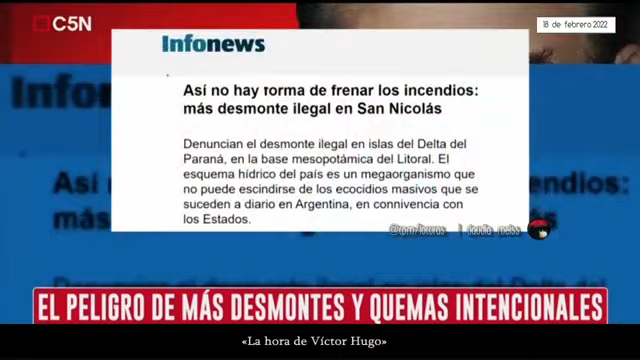 C5N
18 de febrero 2022
Infonews
Así no hay forma de frenar los incendios:
más desmonte ilegal en San Nicolás
Denuncian el desmonte ilegal en islas del Delta del
Paraná, en la base mesopotámica del Litoral. El
esquema hídrico del país es un megaorganismo que
no puede escindirse de los ecocidios masivos que se
suceden a diario en Argentina, en connivencia con
los Estados.
EL PELIGRO DE MÁS DESMONTES Y QUEMAS INTENCIONALES
«La hora de Víctor Hugo»